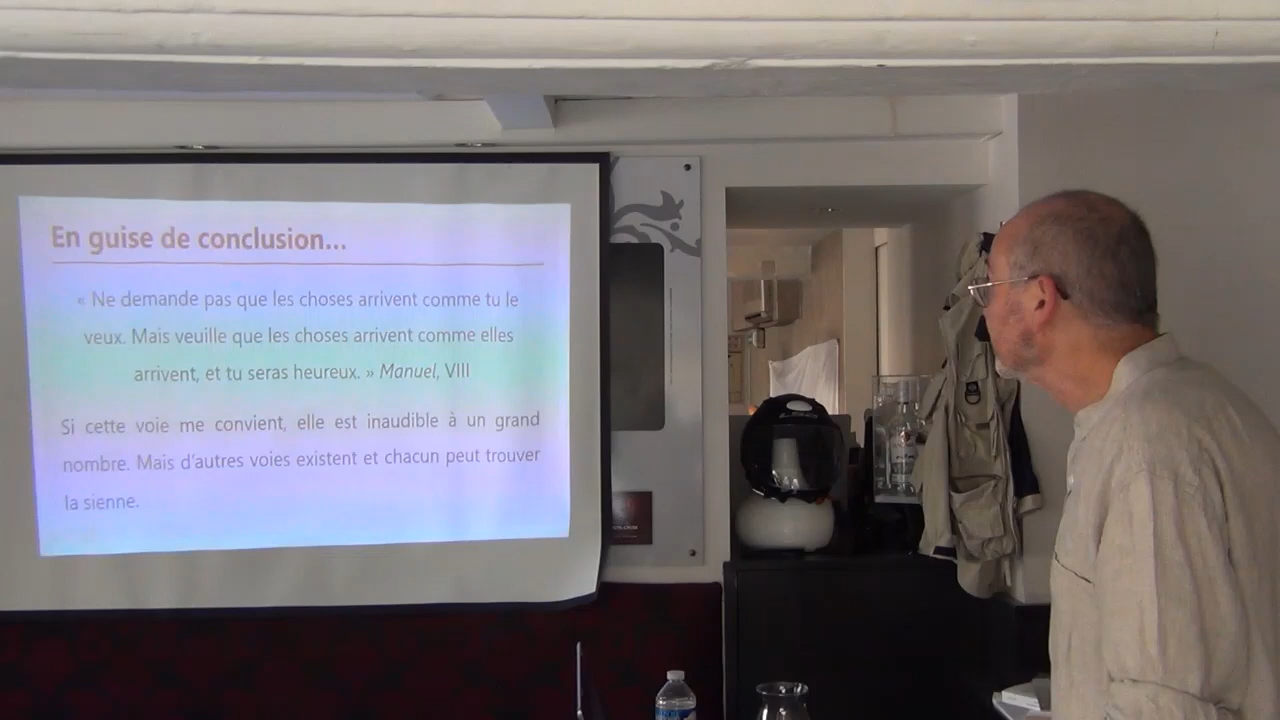 En guise de conclusion...
« Ne demande pas que les choses arrivent comme tu le
veux. Mais veuille que les choses arrivent comme elles
arrivent, et tu seras heureux. » Manuel, VIII
Si cette voie me convient, elle est inaudible à un grand
nombre. Mais d'autres voies existent et chacun peut trouver
la sienne.